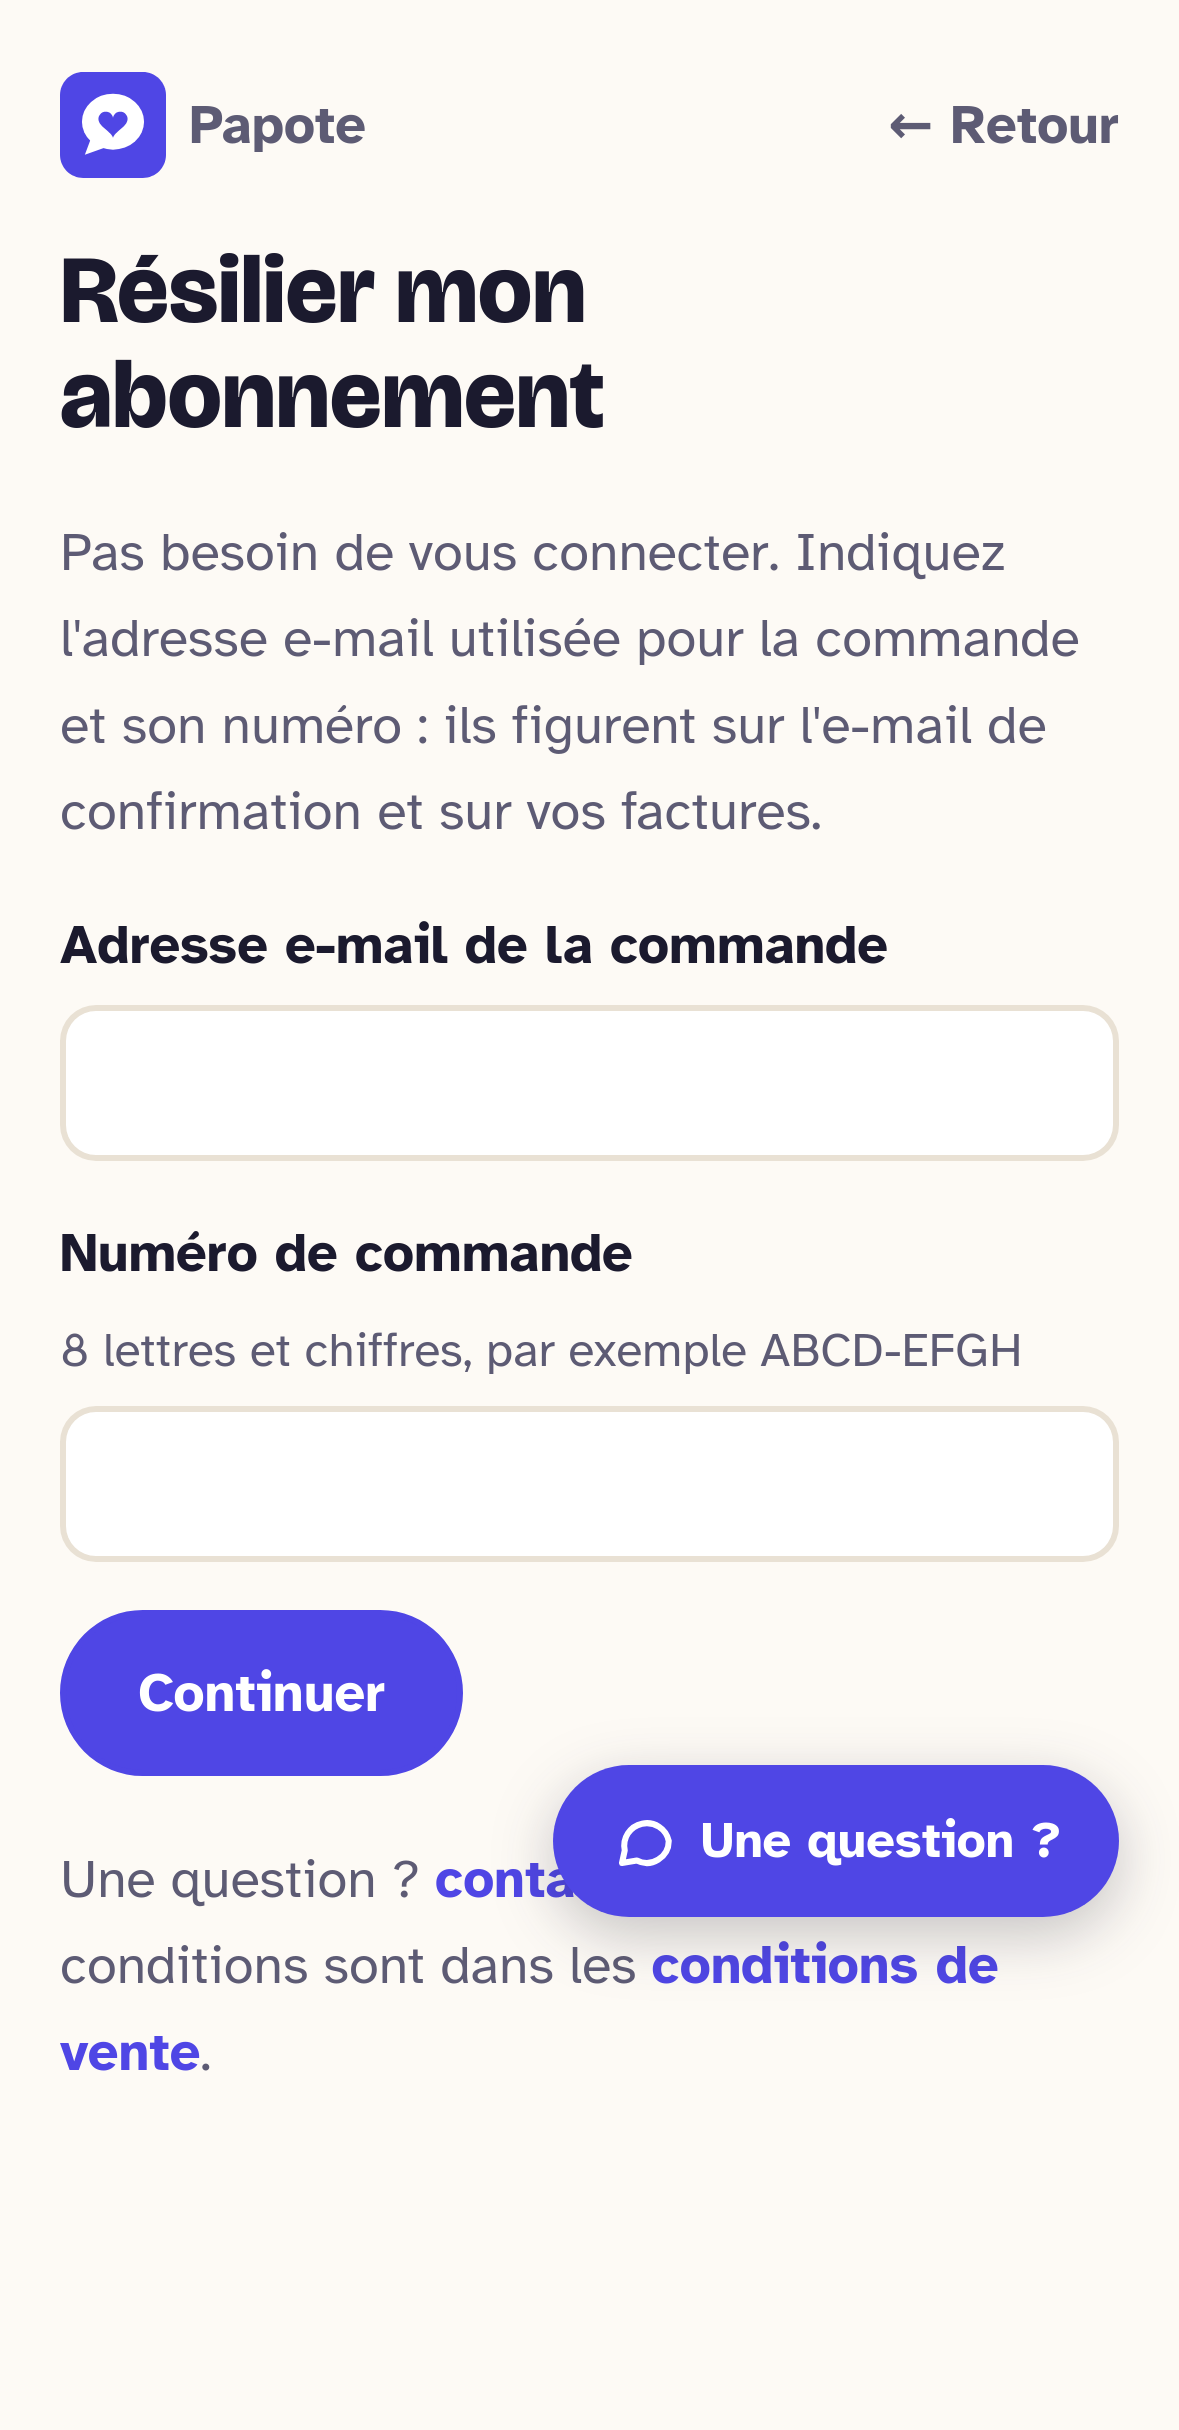 Papote
← Retour
Résilier mon
abonnement
Pas besoin de vous connecter. Indiquez
l'adresse e-mail utilisée pour la commande
et son numéro : ils figurent sur l'e-mail de
confirmation et sur vos factures.
Adresse e-mail de la commande
Numéro de commande
8 lettres et chiffres, par exemple ABCD-EFGH
Continuer
Une question ?
Une question ?
conditions sont dans les conditions de
vente.